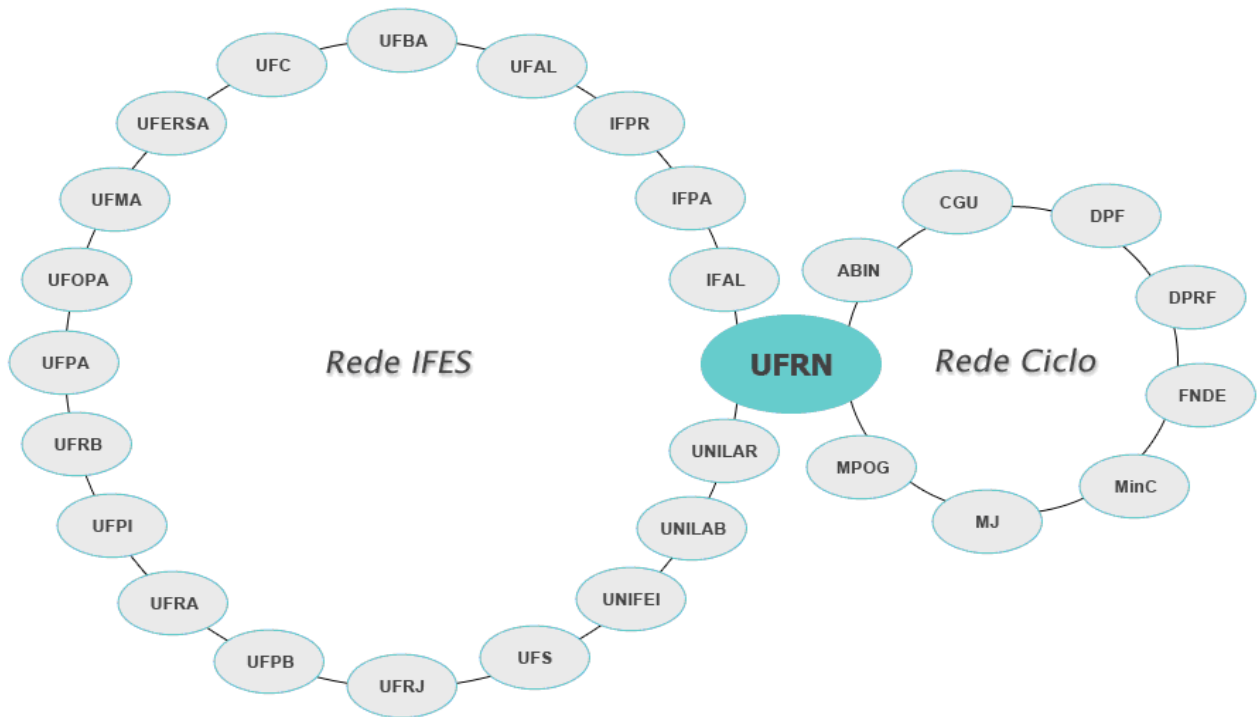 UFBA
UFC
UFAL
UFERSA
IFPR
UFMA
IFPA
CGU
DPF
ABIN
UFOPA
IFAL
DPRF
UFPA
Rede IFES
UFRN
Rede Ciclo
FNDE
UFRB
UNILAR
MPOG
MinC
UFPI
UNILAB
MJ
UFRA
UNIFEI
UFPB
UFS
UFRJ